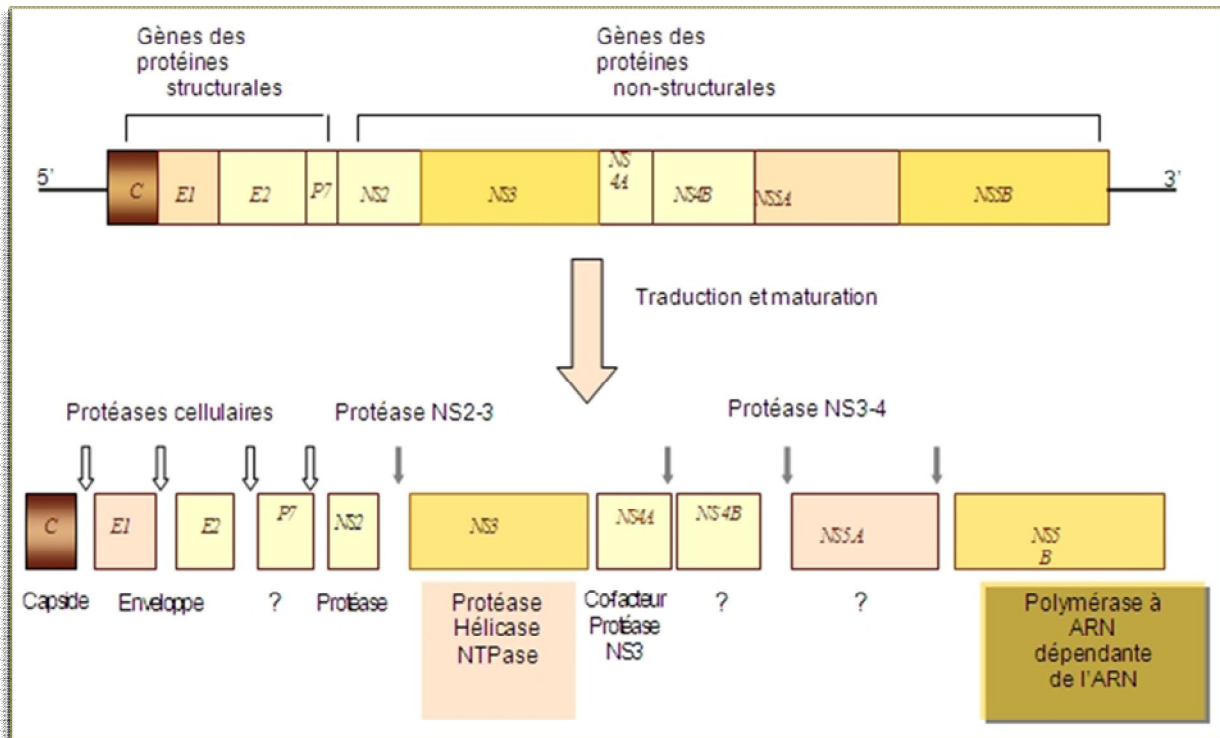 Gènes des
protéines
structurales
Gènes des
protéines
non-structurales
5'
C
E1
E2
P7
NS2
NS3
NS
4A
NS4B
NS5A
NS5B
3'
Traduction et maturation
Protéases cellulaires
Protéase NS2-3
Protéase NS3-4
C
E1
E2
P7
NS2
NS3
NS4A
NS4B
NS5A
NS5
B
Capside
Enveloppe
?
Protéase
Protéase
Hélicase
NTPase
Cofacteur
Protéase
NS3
?
?
Polymérase à
ARN
dépendante
de l'ARN